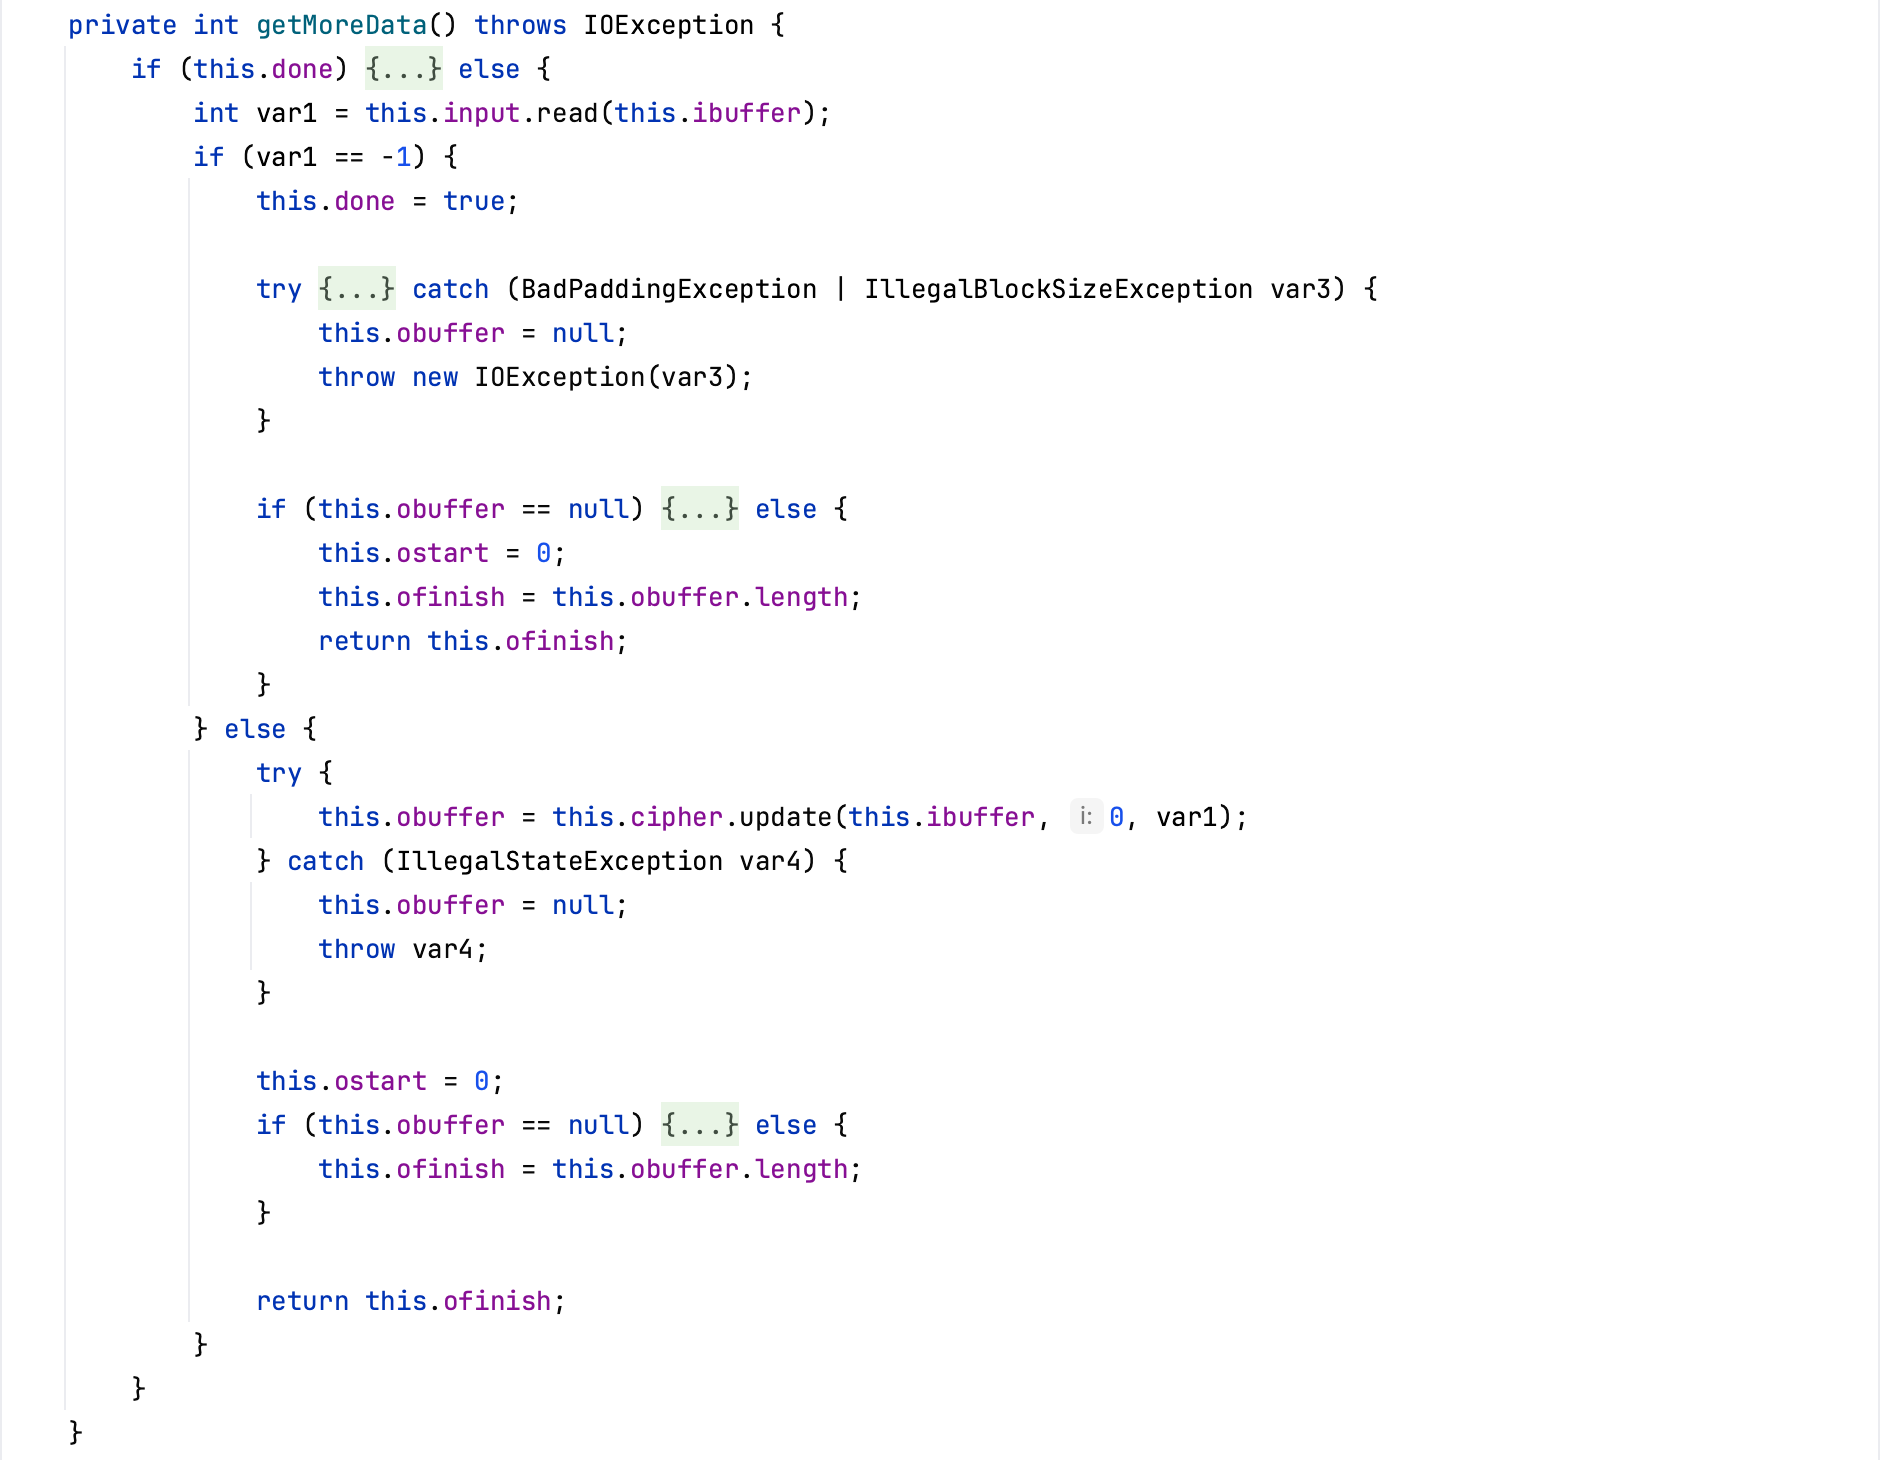 private int getMoreData() throws IOException {
    if (this.done) {...} else {
        int var1 = this.input.read(this.ibuffer);
        if (var1 == -1) {
            this.done = true;

            try {...} catch (BadPaddingException | IllegalBlockSizeException var3) {
                this.obuffer = null;
                throw new IOException(var3);
            }

            if (this.obuffer == null) {...} else {
                this.ostart = 0;
                this.ofinish = this.obuffer.length;
                return this.ofinish;
            }
        } else {
            try {
                this.obuffer = this.cipher.update(this.ibuffer, i: 0, var1);
            } catch (IllegalStateException var4) {
                this.obuffer = null;
                throw var4;
            }

            this.ostart = 0;
            if (this.obuffer == null) {...} else {
                this.ofinish = this.obuffer.length;
            }

            return this.ofinish;
        }
    }
}